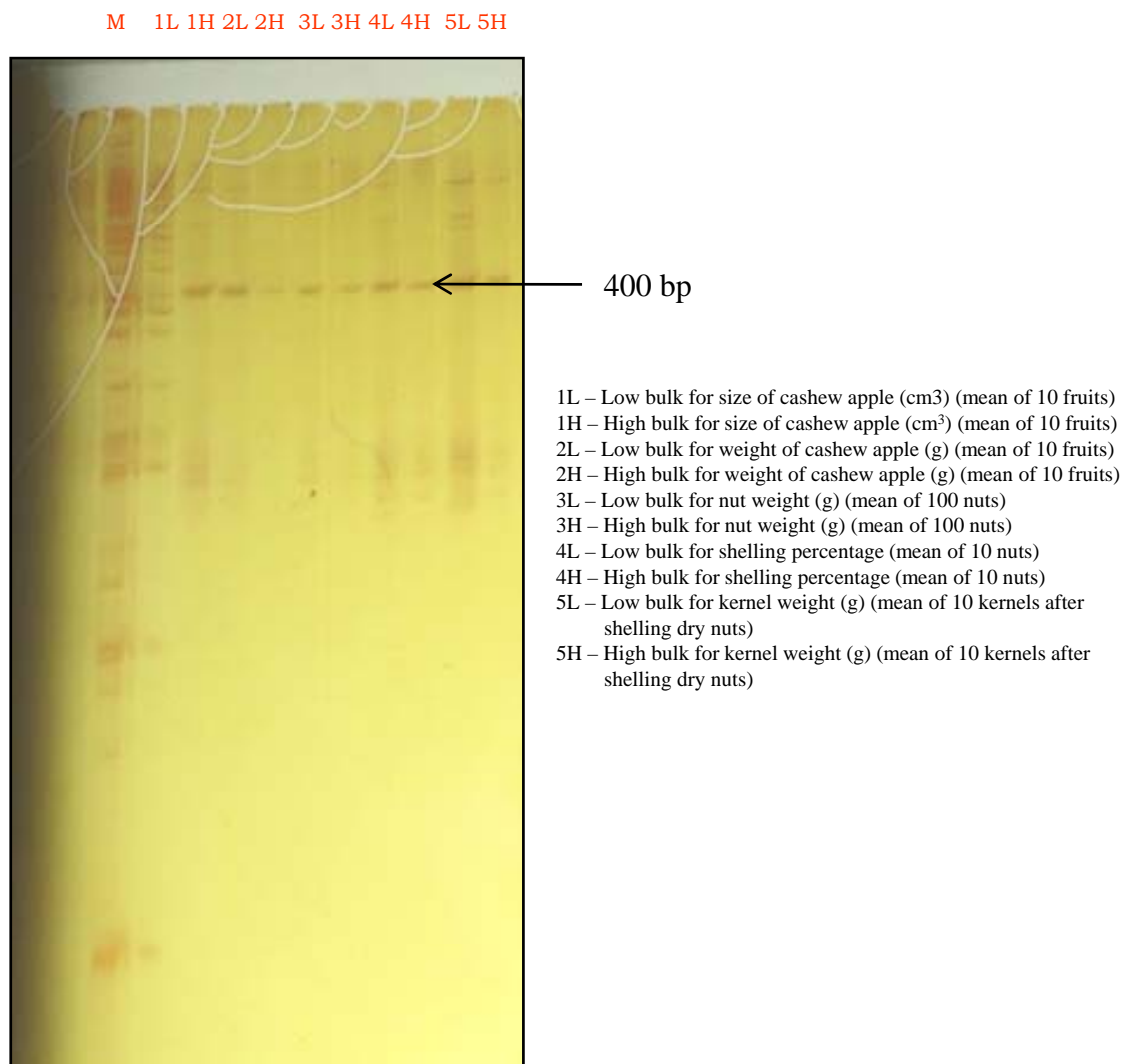 M 1L 1H 2L 2H 3L 3H 4L 4H 5L 5H
400 bp
1L – Low bulk for size of cashew apple (cm3) (mean of 10 fruits)
1H – High bulk for size of cashew apple (cm³) (mean of 10 fruits)
2L – Low bulk for weight of cashew apple (g) (mean of 10 fruits)
2H – High bulk for weight of cashew apple (g) (mean of 10 fruits)
3L – Low bulk for nut weight (g) (mean of 100 nuts)
3H – High bulk for nut weight (g) (mean of 100 nuts)
4L – Low bulk for shelling percentage (mean of 10 nuts)
4H – High bulk for shelling percentage (mean of 10 nuts)
5L – Low bulk for kernel weight (g) (mean of 10 kernels after
shelling dry nuts)
5H – High bulk for kernel weight (g) (mean of 10 kernels after
shelling dry nuts)